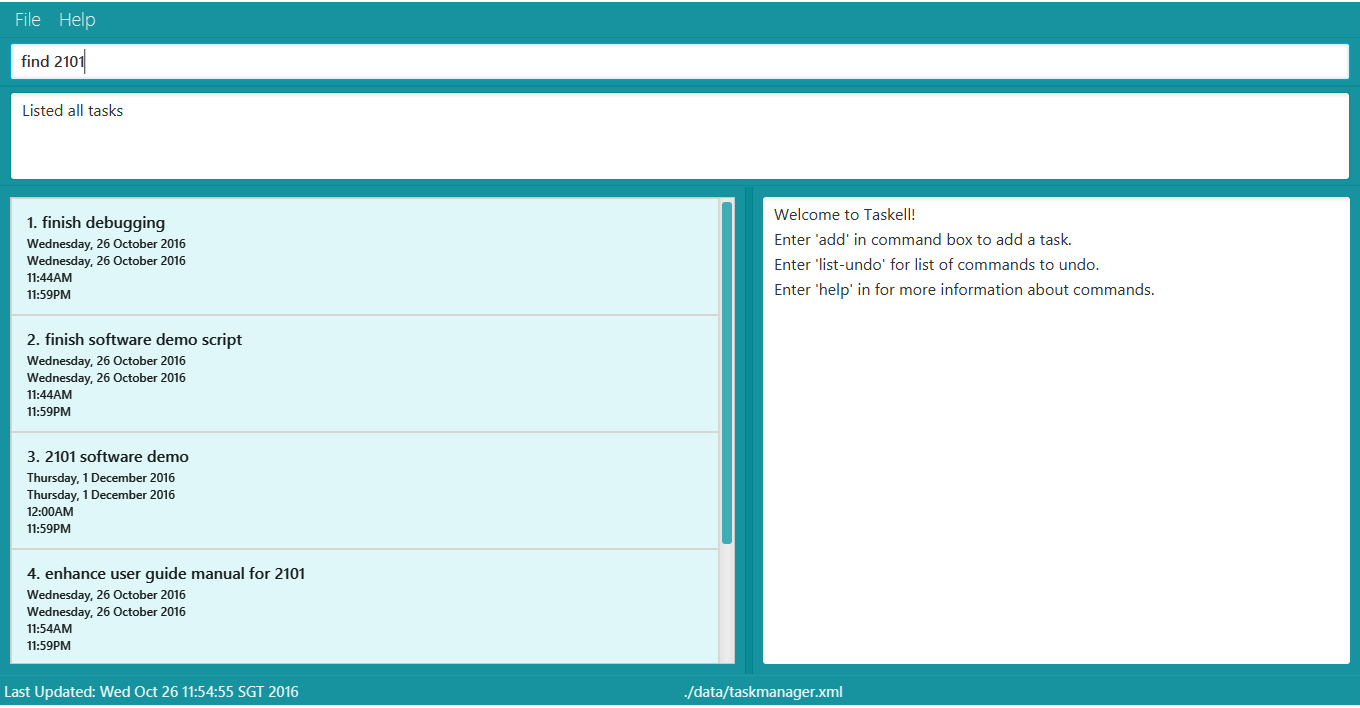 File Help
find 2101
Listed all tasks
1. finish debugging
Wednesday, 26 October 2016
Wednesday, 26 October 2016
11:44AM
11:59PM
2. finish software demo script
Wednesday, 26 October 2016
Wednesday, 26 October 2016
11:44AM
11:59PM
3. 2101 software demo
Thursday, 1 December 2016
Thursday, 1 December 2016
12:00AM
11:59PM
4. enhance user guide manual for 2101
Wednesday, 26 October 2016
Wednesday, 26 October 2016
11:54AM
11:59PM
Welcome to Taskell!
Enter 'add' in command box to add a task.
Enter 'list-undo' for list of commands to undo.
Enter 'help' in for more information about commands.
Last Updated: Wed Oct 26 11:54:55 SGT 2016
./data/taskmanager.xml